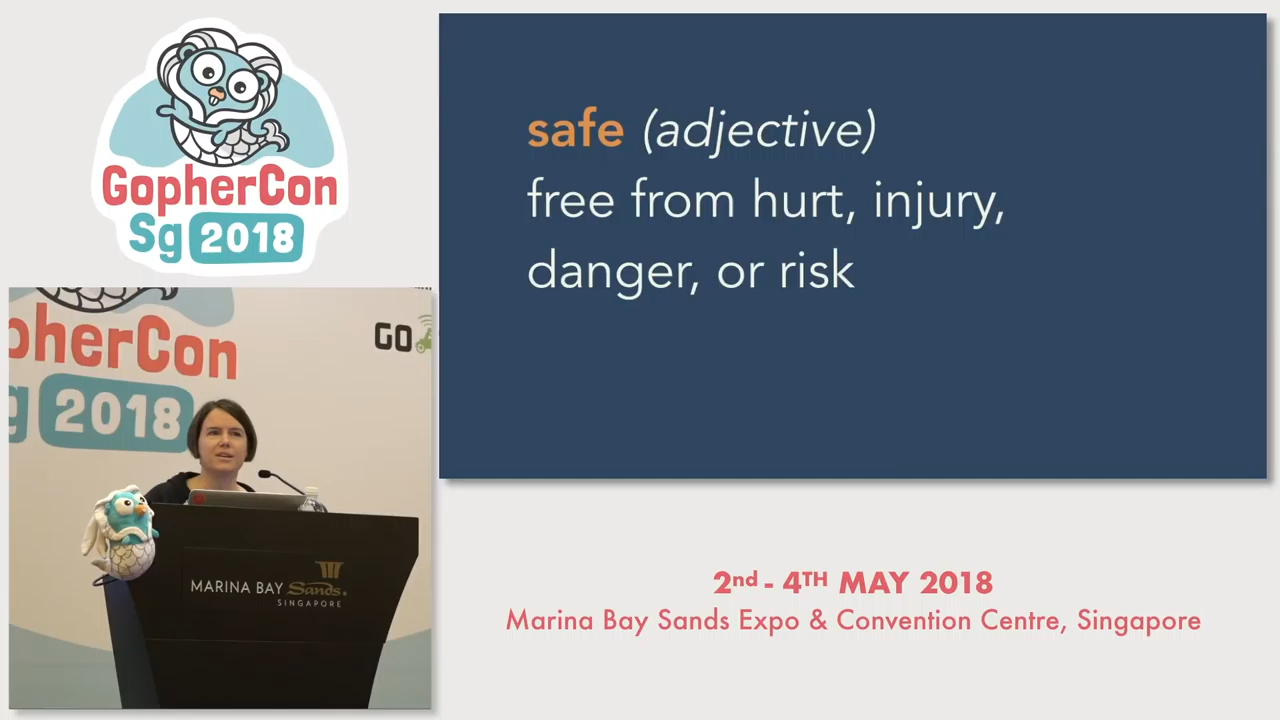 GopherCon
Sg 2018
safe (adjective)
free from hurt, injury,
danger, or risk
pherCon
g 2018
GO
MARINA BAY Sands.
SINGAPORE
2nd - 4TH MAY 2018
Marina Bay Sands Expo & Convention Centre, Singapore